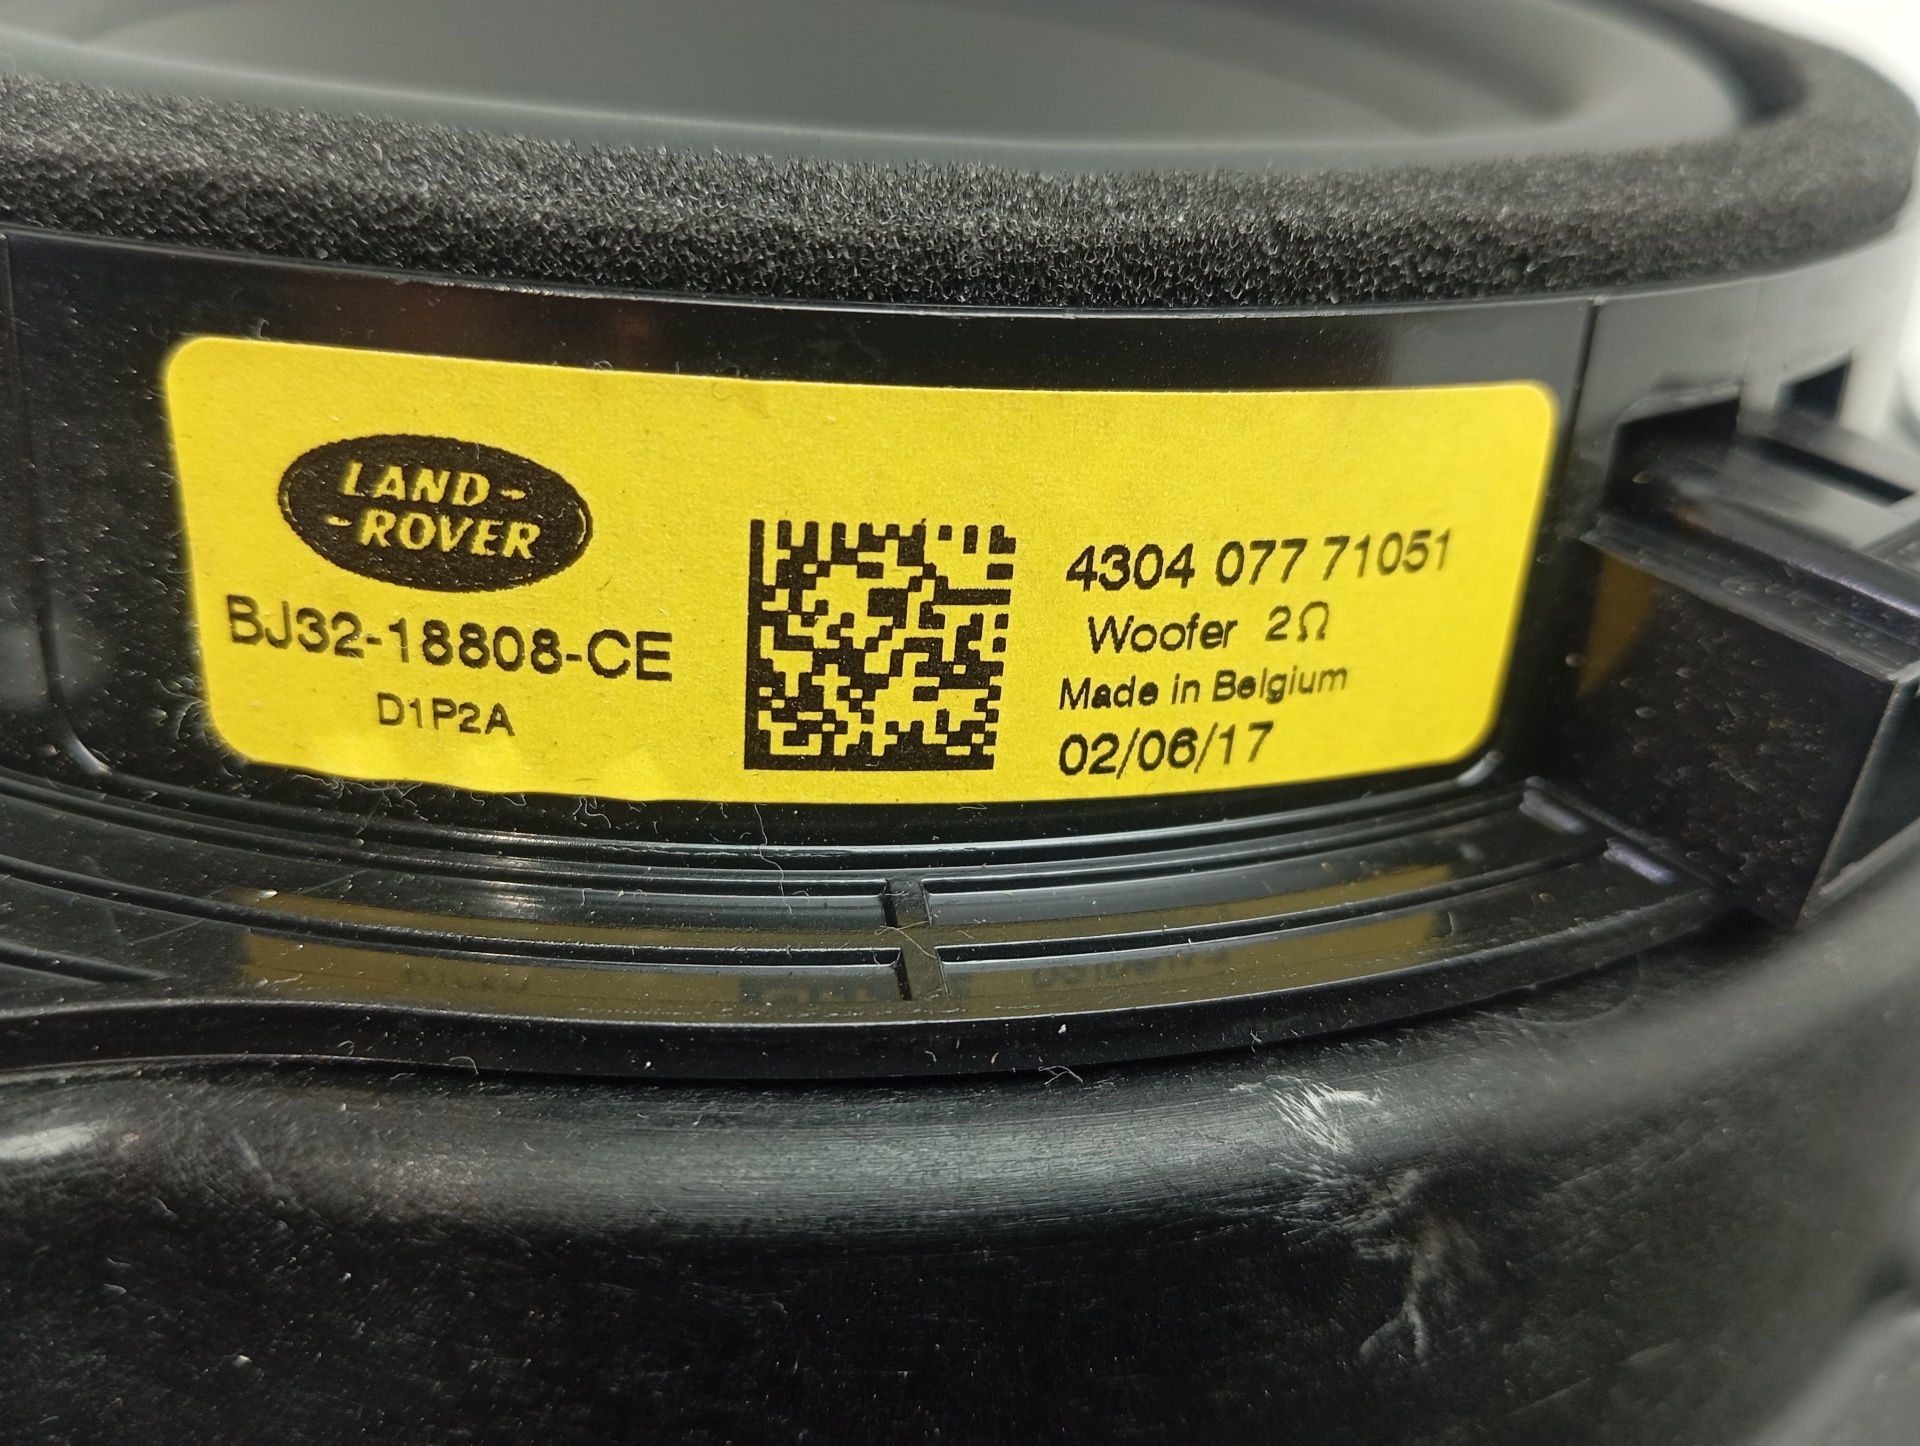 LAND-
-ROVER
BJ32-18808-CE
D1P2A
4304 077 71051
Woofer 2Ω
Made in Belgium
02/06/17